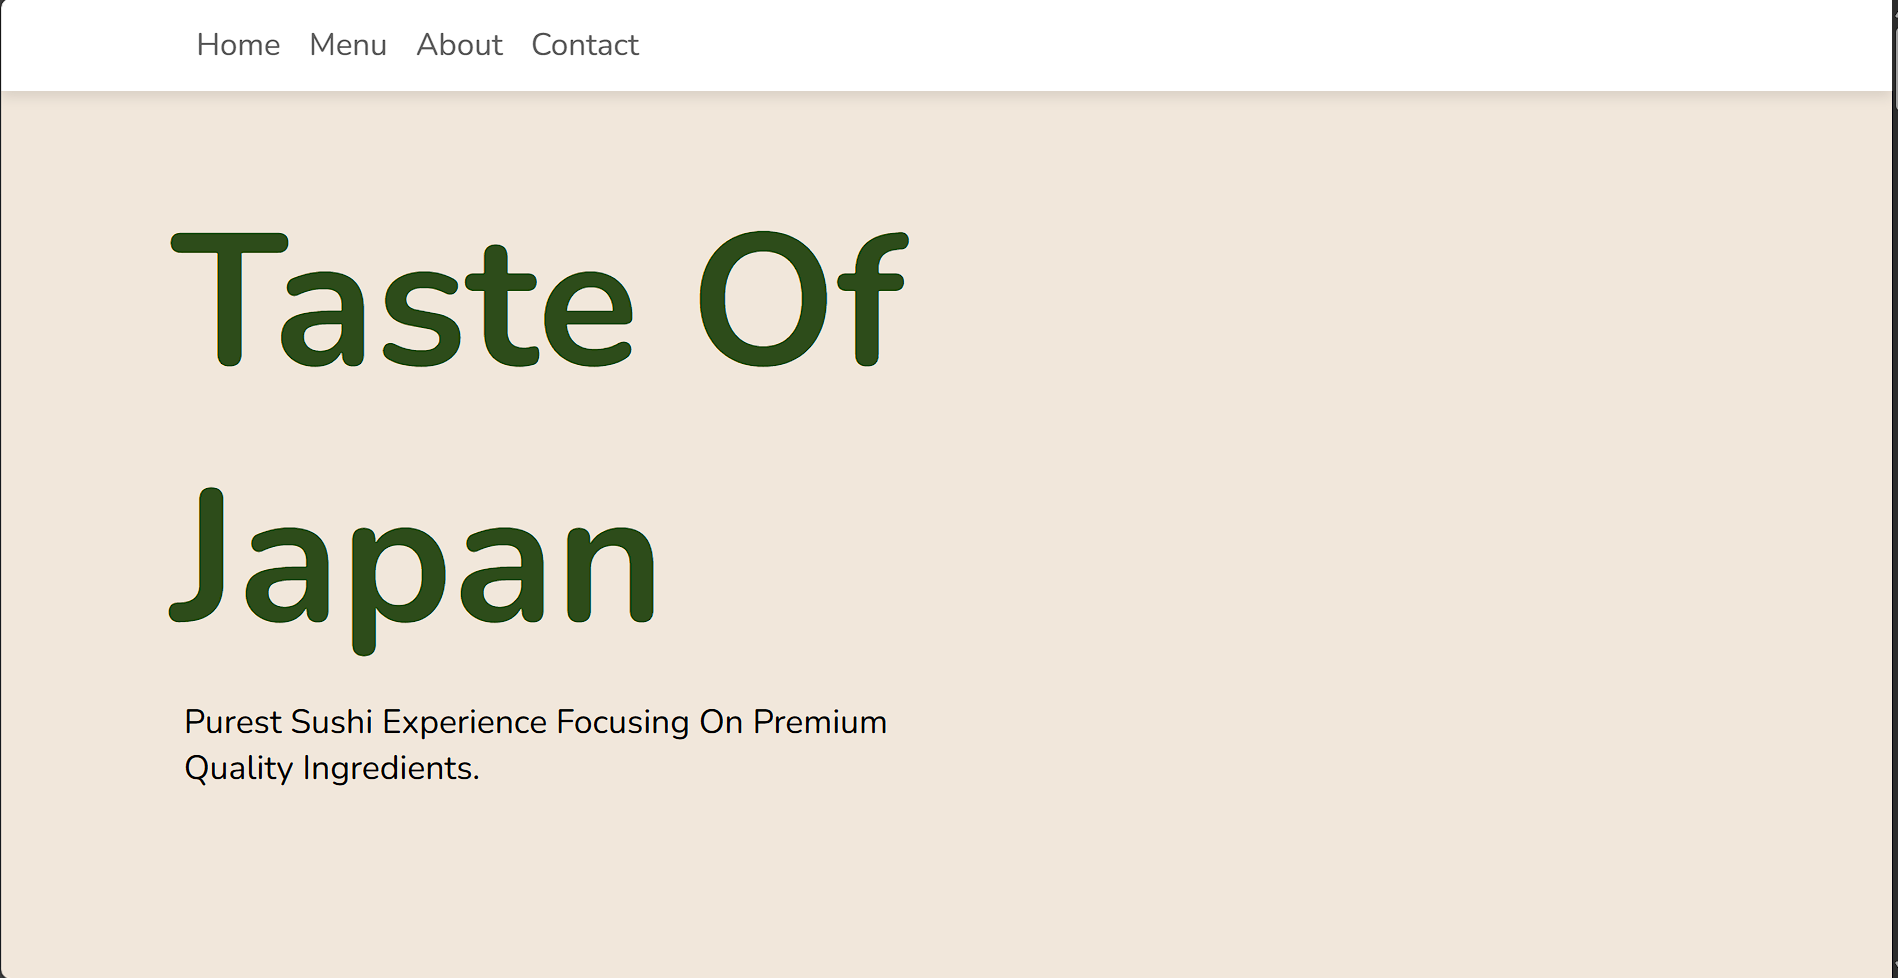 Home Menu About Contact
Taste Of
Japan
Purest Sushi Experience Focusing On Premium
Quality Ingredients.